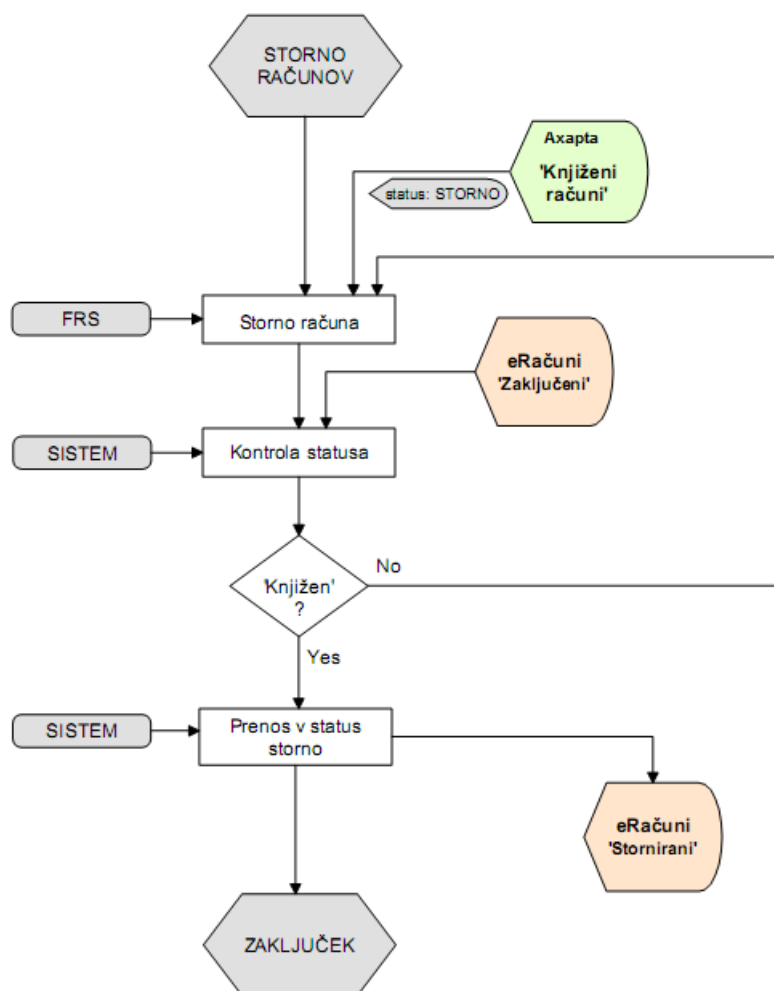 STORNO
RAČUNOV
Axapta
'Knjiženi
računi'
status: STORNO
FRS
Storno računa
eRačuni
'Zaključeni'
SISTEM
Kontrola statusa
'Knjižen'
?
No
Yes
SISTEM
Prenos v status
storno
eRačuni
'Stornirani'
ZAKLJUČEK